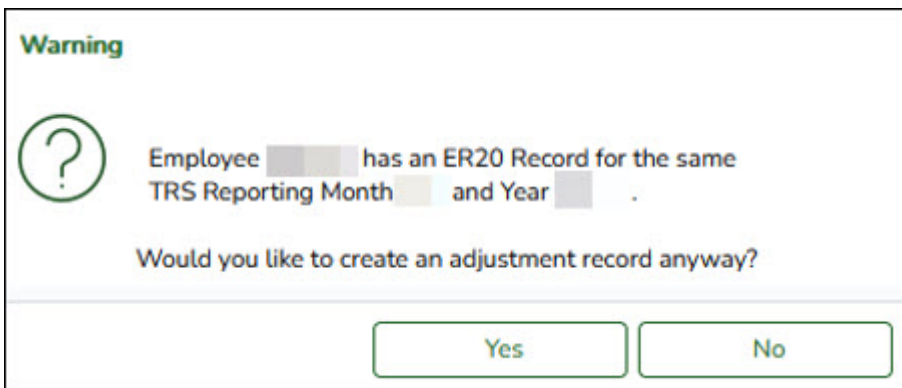 Warning
Employee has an ER20 Record for the same
TRS Reporting Month and Year .
Would you like to create an adjustment record anyway?
Yes
No